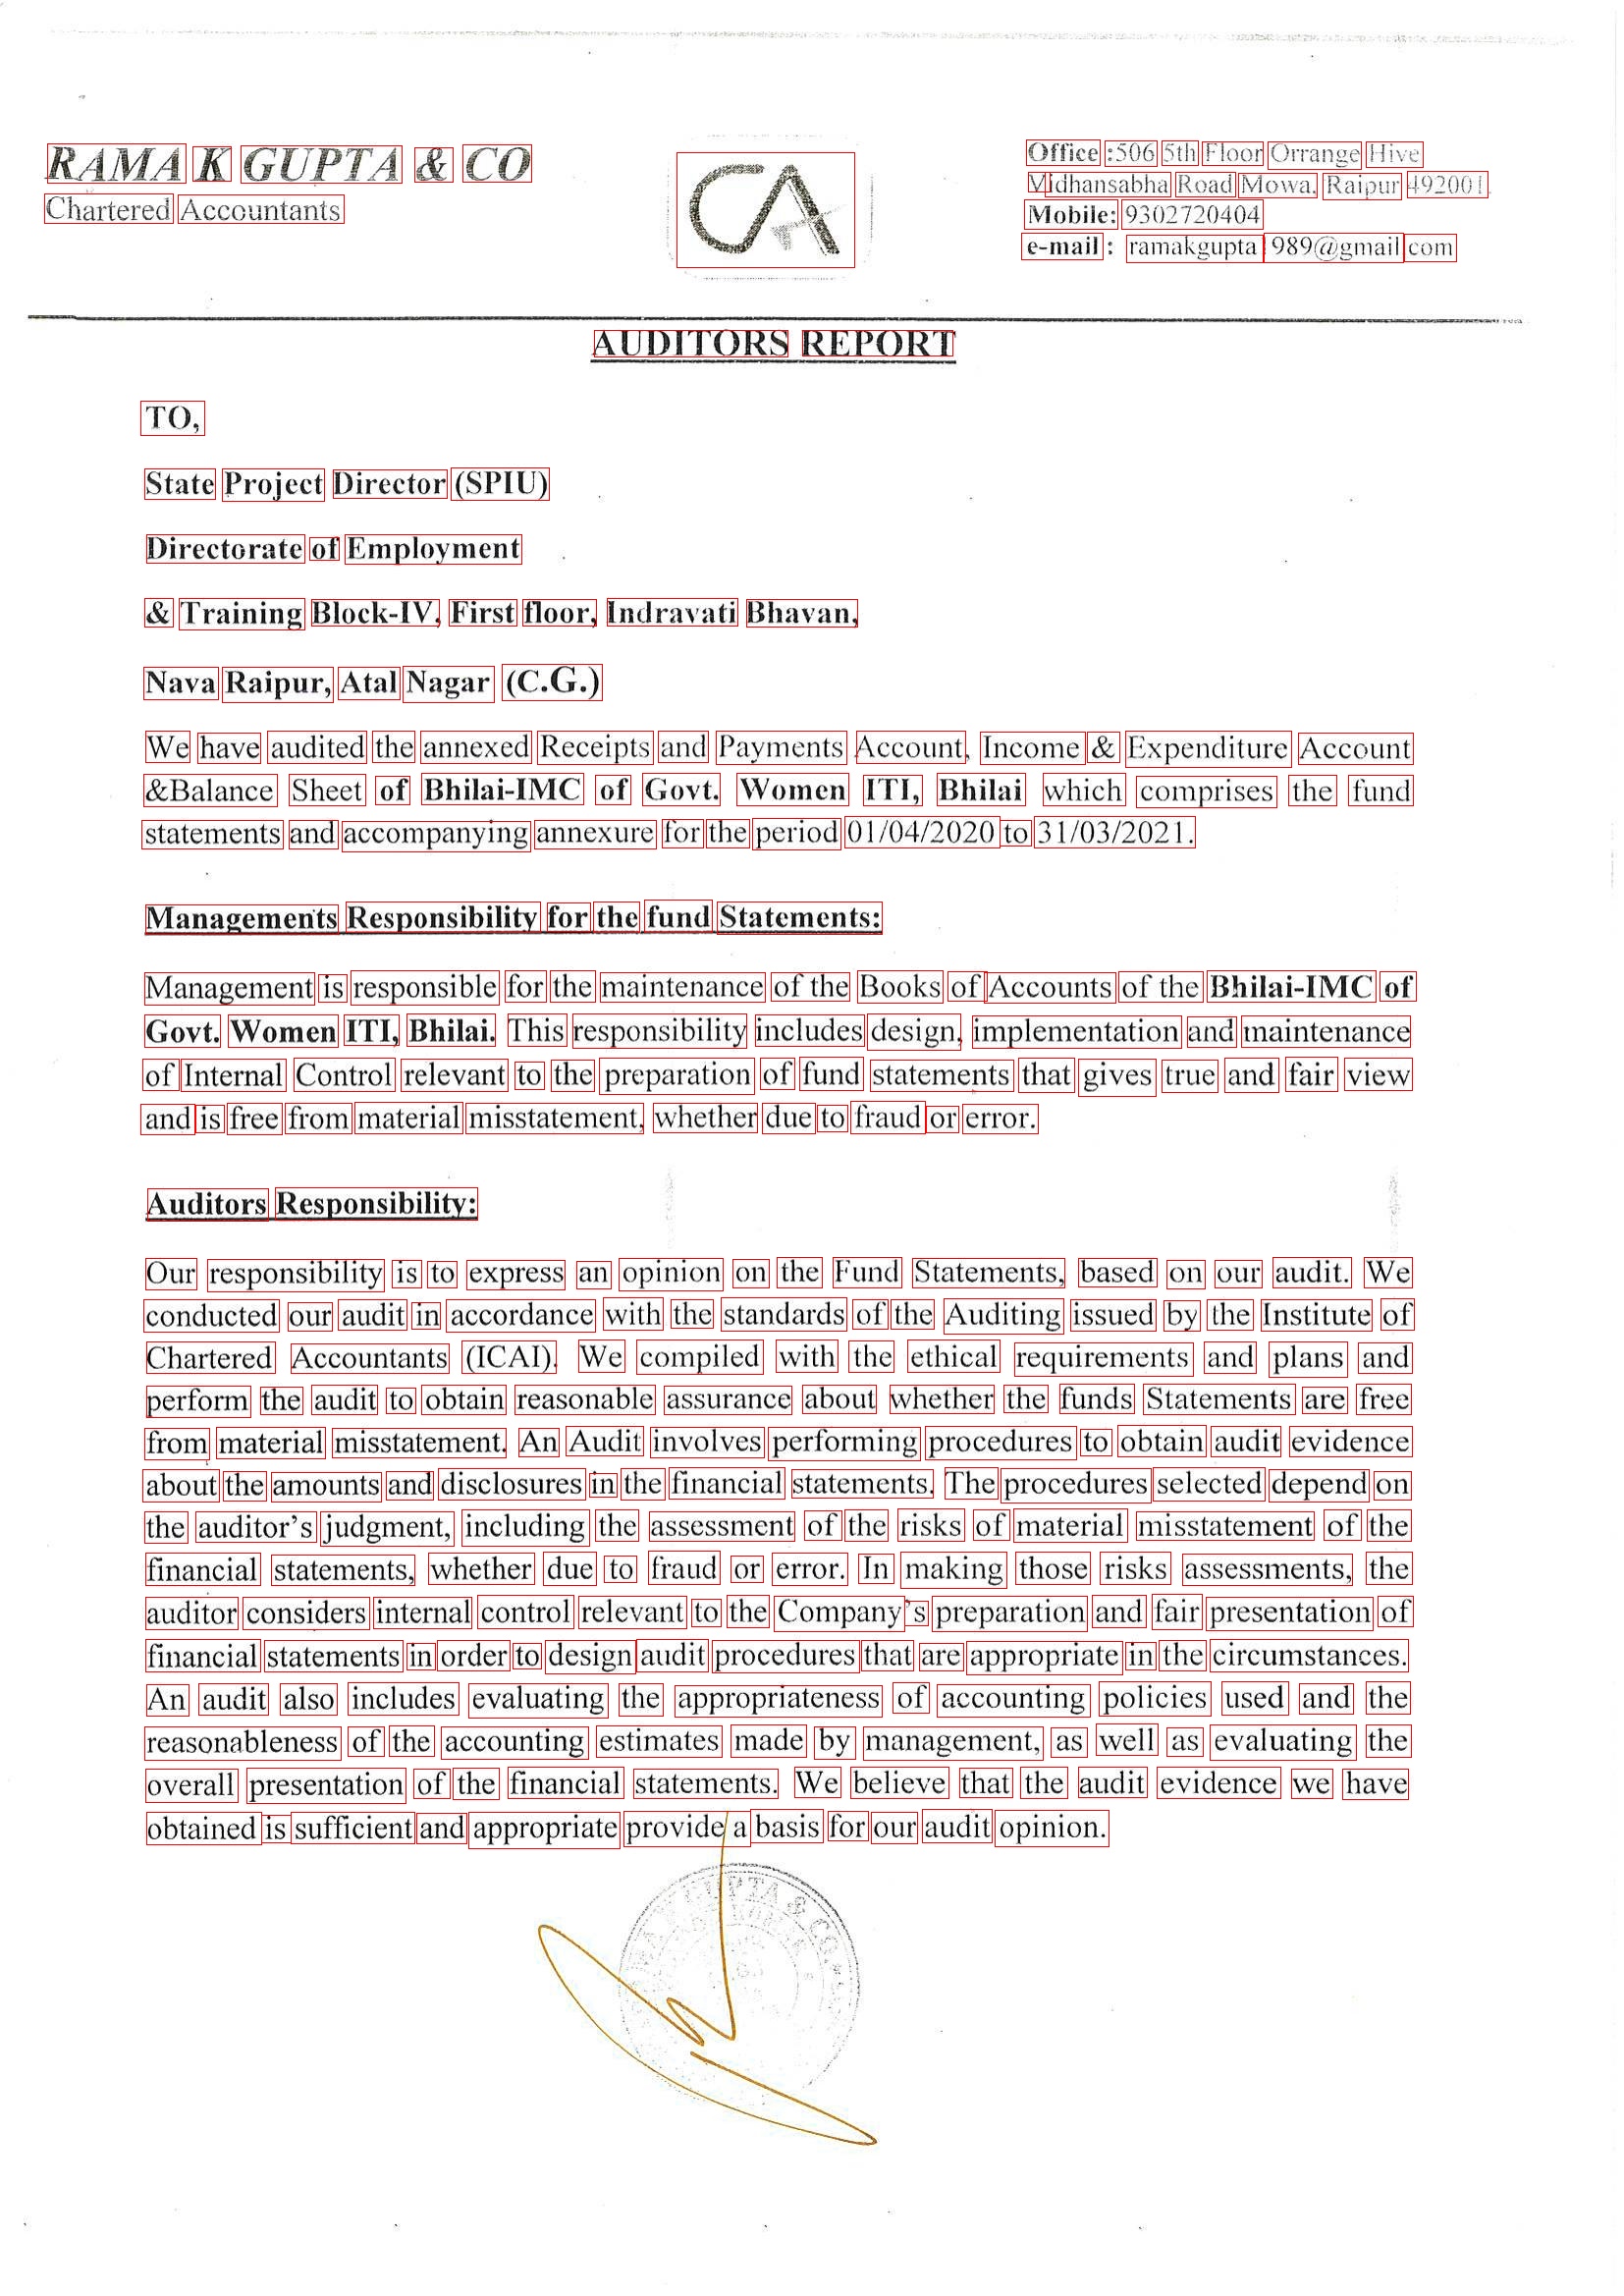 RAMA K GUPTA & CO
Chartered Accountants
CA
Office :506 5th Floor Orrange Hive
Vidhansabha Road Mowa, Raipur 492001
Mobile: 9302720404
e-mail : ramakgupta1989@gmail com
AUDITORS REPORT
TO,
State Project Director (SPIU)
Directorate of Employment
& Training Block-IV, First floor, Indravati Bhavan,
Nava Raipur, Atal Nagar (C.G.)
We have audited the annexed Receipts and Payments Account, Income & Expenditure Account
&Balance Sheet of Bhilai-IMC of Govt. Women ITI, Bhilai which comprises the fund
statements and accompanying annexure for the period 01/04/2020 to 31/03/2021.
Managements Responsibility for the fund Statements:
Management is responsible for the maintenance of the Books of Accounts of the Bhilai-IMC of
Govt. Women ITI, Bhilai. This responsibility includes design, implementation and maintenance
of Internal Control relevant to the preparation of fund statements that gives true and fair view
and is free from material misstatement, whether due to fraud or error.
Auditors Responsibility:
Our responsibility is to express an opinion on the Fund Statements, based on our audit. We
conducted our audit in accordance with the standards of the Auditing issued by the Institute of
Chartered Accountants (ICAI). We compiled with the ethical requirements and plans and
perform the audit to obtain reasonable assurance about whether the funds Statements are free
from material misstatement. An Audit involves performing procedures to obtain audit evidence
about the amounts and disclosures in the financial statements. The procedures selected depend on
the auditor’s judgment, including the assessment of the risks of material misstatement of the
financial statements, whether due to fraud or error. In making those risks assessments, the
auditor considers internal control relevant to the Company’s preparation and fair presentation of
financial statements in order to design audit procedures that are appropriate in the circumstances.
An audit also includes evaluating the appropriateness of accounting policies used and the
reasonableness of the accounting estimates made by management, as well as evaluating the
overall presentation of the financial statements. We believe that the audit evidence we have
obtained is sufficient and appropriate provide a basis for our audit opinion.
GUPTA & CO.